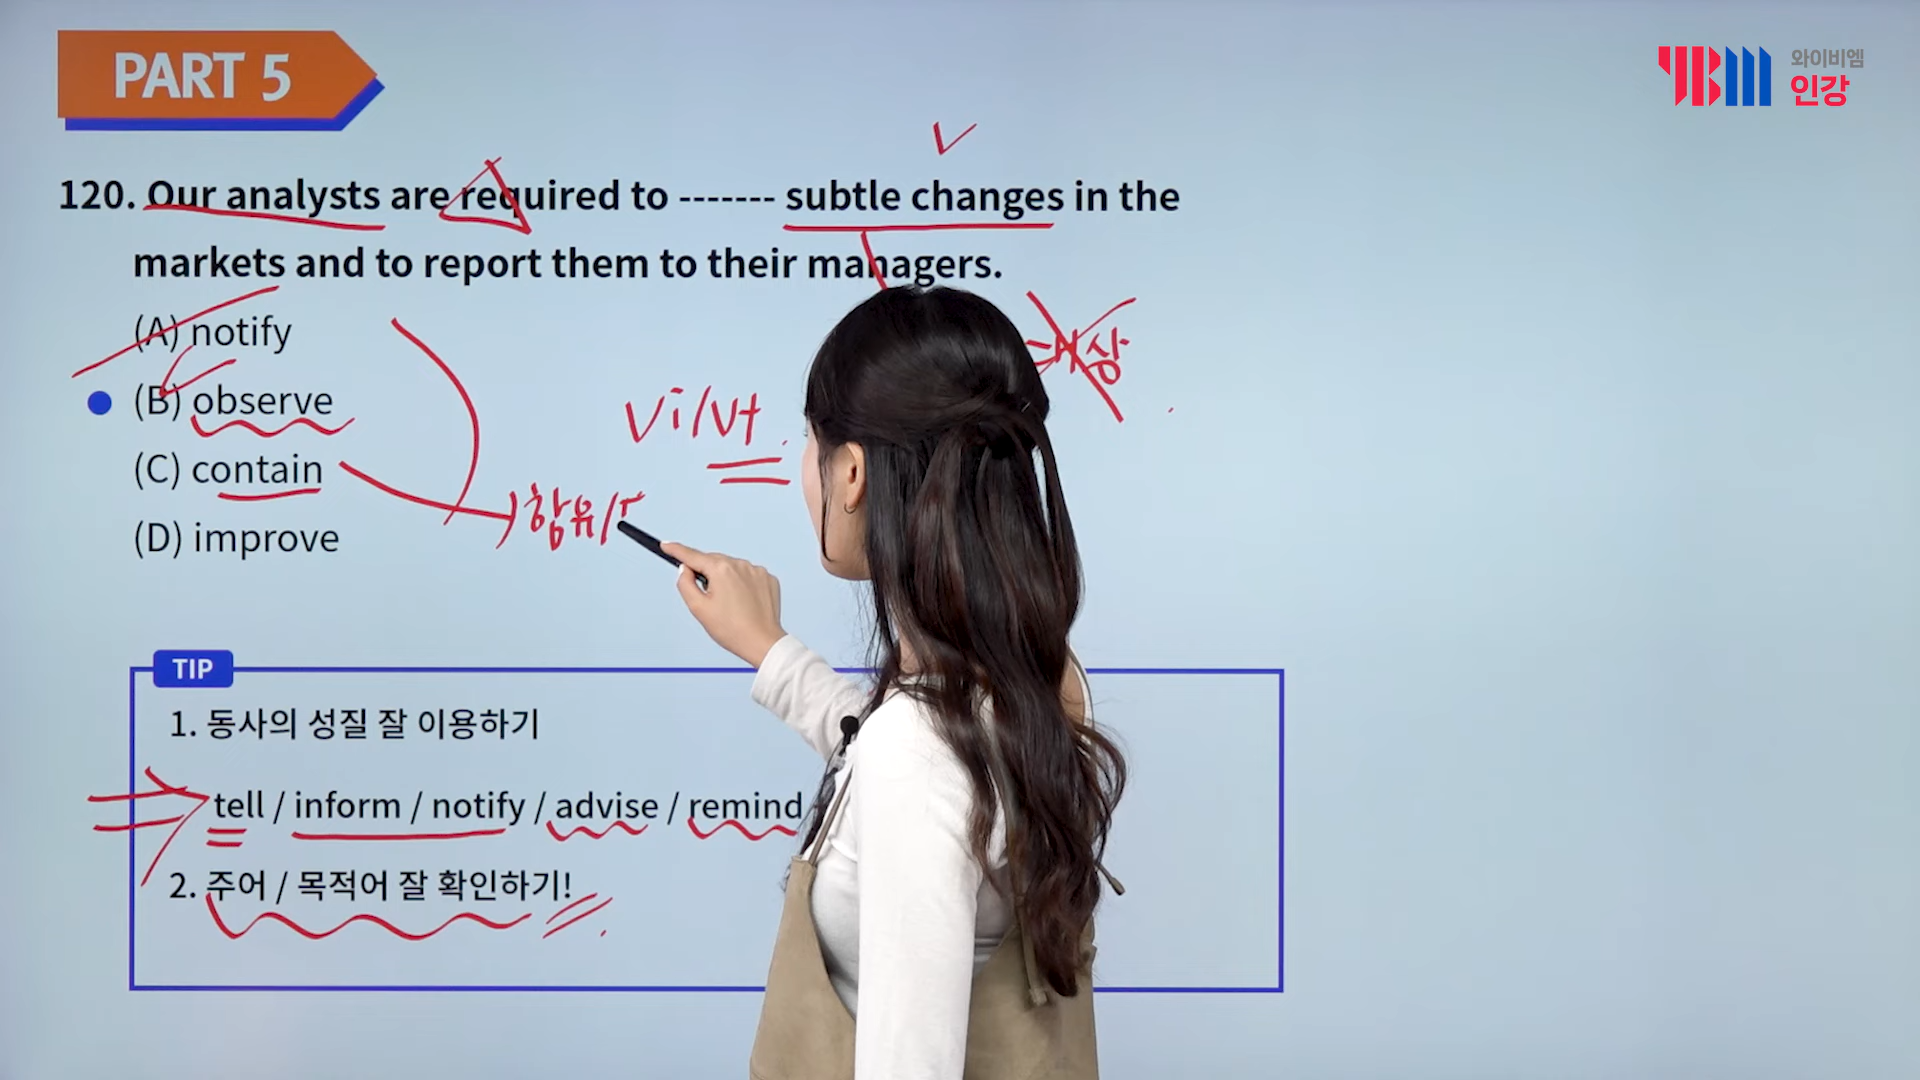 PART 5
YBM 와이비엠 인강
120. Our analysts are required to ------- subtle changes in the
markets and to report them to their managers.
(A) notify
(B) observe
(C) contain
(D) improve
Vi/Vt
함유/
TIP
1. 동사의 성질 잘 이용하기
tell / inform / notify / advise / remind
2. 주어 / 목적어 잘 확인하기!